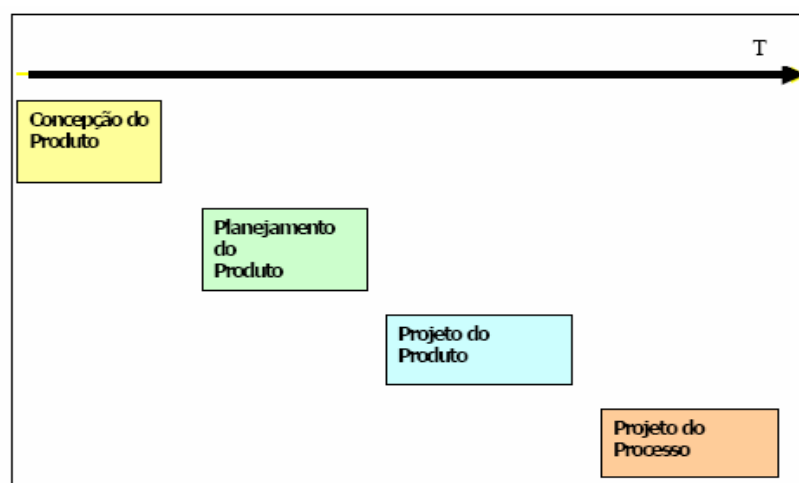 T
Concepção do
Produto
Planejamento
do
Produto
Projeto do
Produto
Projeto do
Processo